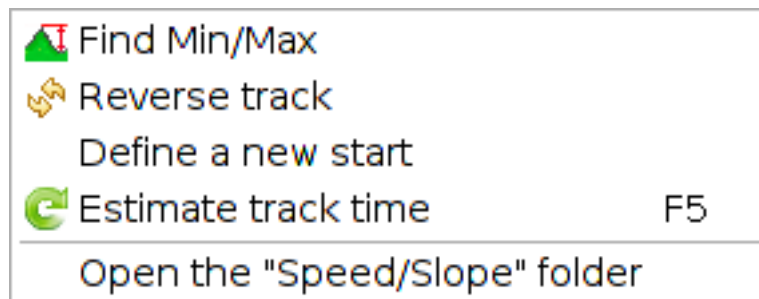 Find Min/Max
Reverse track
Define a new start
Estimate track time F5
Open the "Speed/Slope" folder